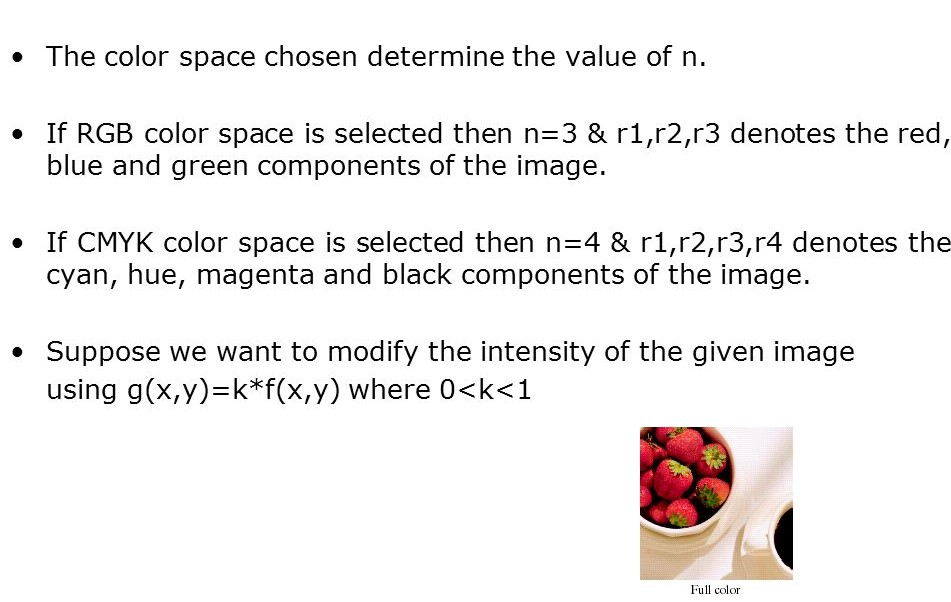 • The color space chosen determine the value of n.
• If RGB color space is selected then n=3 & r1,r2,r3 denotes the red,
blue and green components of the image.
• If CMYK color space is selected then n=4 & r1,r2,r3,r4 denotes the
cyan, hue, magenta and black components of the image.
• Suppose we want to modify the intensity of the given image
using g(x,y)=k*f(x,y) where 0<k<1
Full color